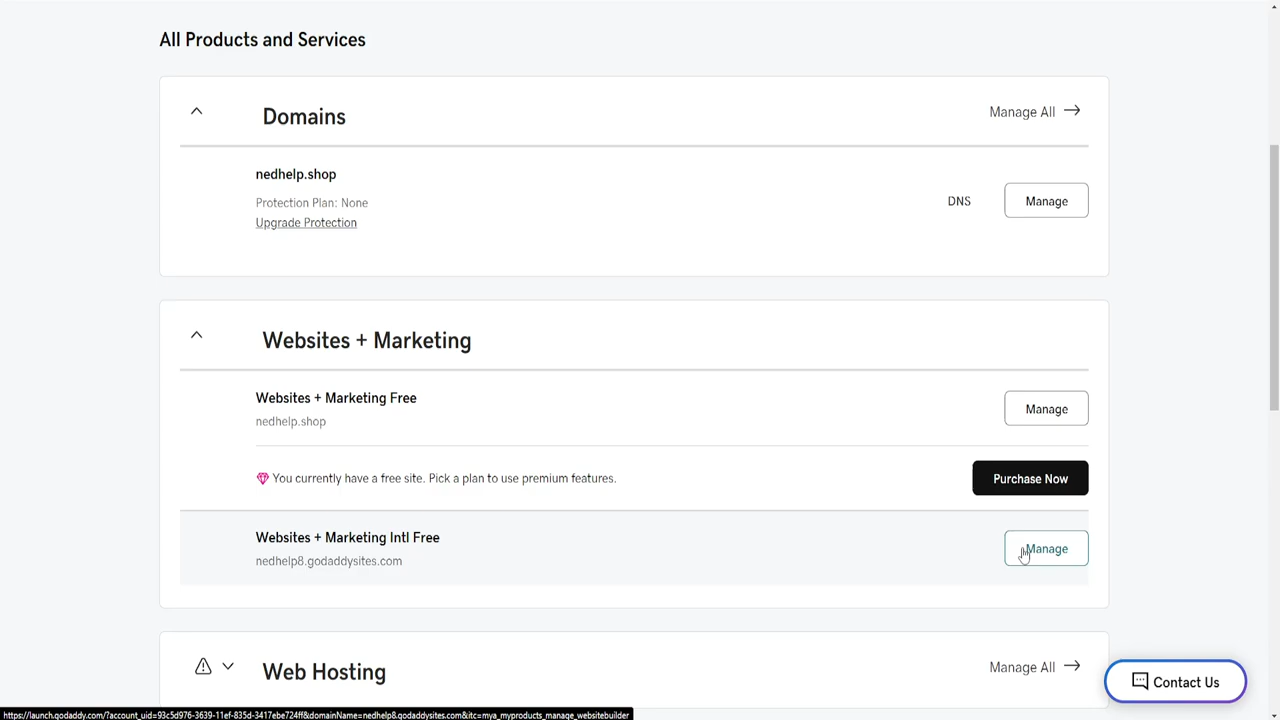 All Products and Services
Domains
Manage All
nedhelp.shop
Protection Plan: None
Upgrade Protection
DNS
Manage
Websites + Marketing
Websites + Marketing Free
nedhelp.shop
Manage
You currently have a free site. Pick a plan to use premium features.
Purchase Now
Websites + Marketing Intl Free
nedhelp8.godaddysites.com
Manage
Web Hosting
Manage All
Contact Us
https://launch.godaddy.com/?account_uid=93c5d976-3639-11ef-835d-3417ebe724ff&domainName=nedhelp8.godaddysites.com&itc=mya_myproducts_manage_websitebuilder